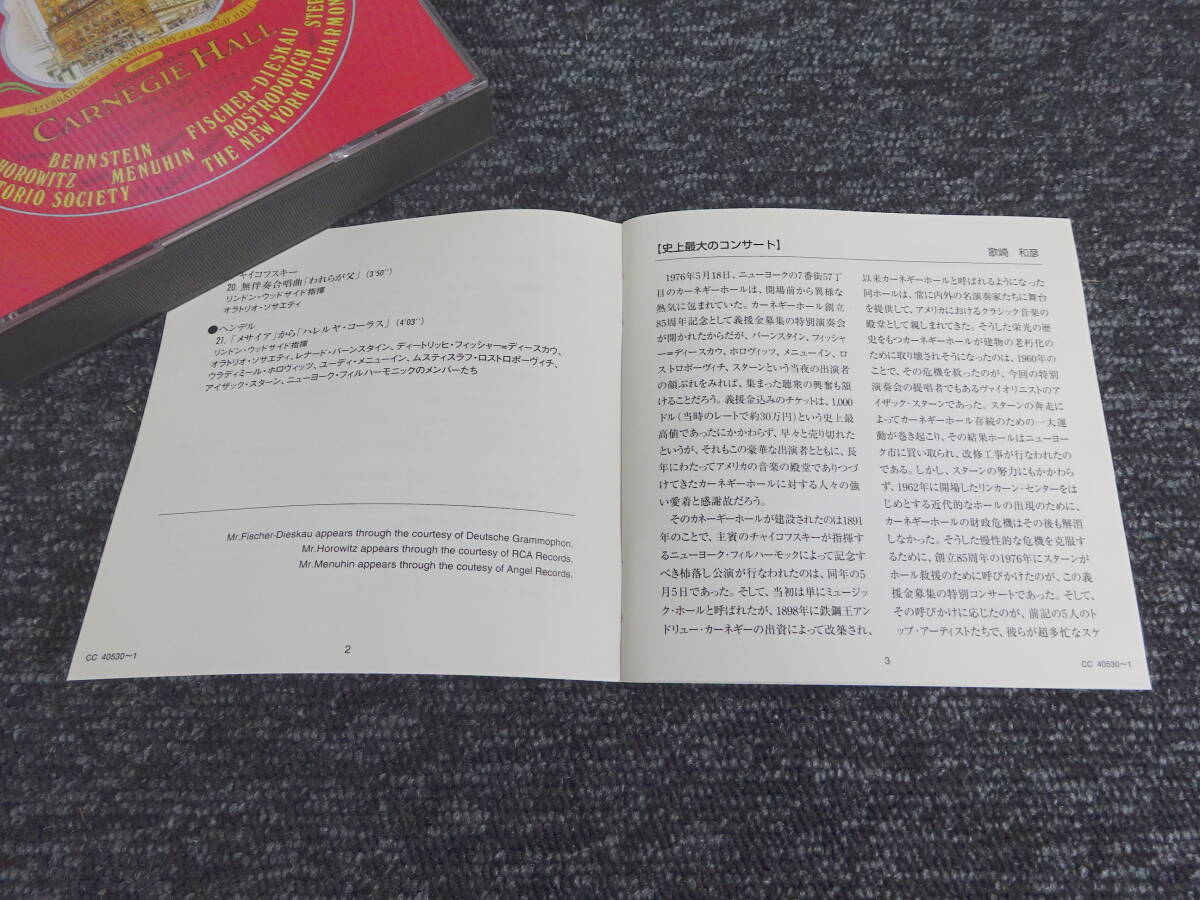 CELEBRATING the 85th ANNIVERSARY of CARNEGIE HALL
CARNEGIE HALL
BERNSTEIN FISCHER-DIESKAU
HOROWITZ MENUHIN ROSTROPOVICH
TORIO SOCIETY THE NEW YORK PHILHARMON
イコフスキー
20. 無伴奏合唱曲「われらが父」(3'50'')
リンドン・ウッドサイド指揮
オラトリオ・ソサエティ
●ヘンデル
21.「メサイア」から「ハレルヤ・コーラス」(4'03'')
リンドン・ウッドサイド指揮
オラトリオ・ソサエティ、レナード・バーンスタイン、ディートリッヒ・フィッシャー=ディースカウ、
ウラディミール・ホロヴィッツ、ユーディ・メニューイン、ムスティスラフ・ロストロポーヴィチ、
アイザック・スターン、ニューヨーク・フィルハーモニックのメンバーたち
Mr.Fischer-Dieskau appears through the courtesy of Deutsche Grammophon.
Mr.Horowitz appears through the courtesy of RCA Records.
Mr.Menuhin appears through the coutesy of Angel Records.
CC 40530〜1
2
【史上最大のコンサート】
歌崎 和彦
1976年5月18日、ニューヨークの7番街57丁
目のカーネギーホールは、開場前から異様な
熱気に包まれていた。カーネギーホール創立
85周年記念として義援金募集の特別演奏会
が開かれたからだが、バーンスタイン、フィッシャ
ー=ディースカウ、ホロヴィッツ、メニューイン、ロ
ストロポーヴィチ、スターンという当夜の出演者
の顔ぶれをみれば、集まった聴衆の興奮も頷
けることだろう。義援金込みのチケットは、1,000
ドル(当時のレートで約30万円)という史上最
高値であったにかかわらず、早々と売り切れた
というが、それもこの豪華な出演者とともに、長
年にわたってアメリカの音楽の殿堂でありつづ
けてきたカーネギーホールに対する人々の強
い愛着と感謝故だろう。
そのカネーギーホールが建設されたのは1891
年のことで、主賓のチャイコフスキーが指揮す
るニューヨーク・フィルハーモックによって記念す
べき杮落し公演が行なわれたのは、同年の5
月5日であった。そして、当初は単にミュージッ
ク・ホールと呼ばれたが、1898年に鉄鋼王アン
ドリュー・カーネギーの出資によって改築され、
以来カーネギーホールと呼ばれるようになった
同ホールは、常に内外の名演奏家たちに舞台
を提供して、アメリカにおけるクラシック音楽の
殿堂として親しまれてきた。そうした栄光の歴
史をもつカーネギーホールが建物の老朽化の
ために取り壊されそうになったのは、1960年の
ことで、その危機を救ったのが、今回の特別
演奏会の提唱者でもあるヴァイオリニストのア
イザック・スターンであった。スターンの奔走に
よってカーネギーホール存続のための一大運
動が巻き起こり、その結果ホールはニューヨー
ク市に買い取られ、改修工事が行なわれたの
である。しかし、スターンの努力にもかかわら
ず、1962年に開場したリンカーン・センターをは
じめとする近代的なホールの出現のために、
カーネギーホールの財政危機はその後も解消
しなかった。そうした慢性的な危機を克服す
るために、創立85周年の1976年にスターンが
ホール救援のために呼びかけたのが、この義
援金募集の特別コンサートであった。そして、
その呼びかけに応じたのが、前記の5人のト
ップ・アーティストたちで、彼らが超多忙なスケ
3
CC 40530〜1